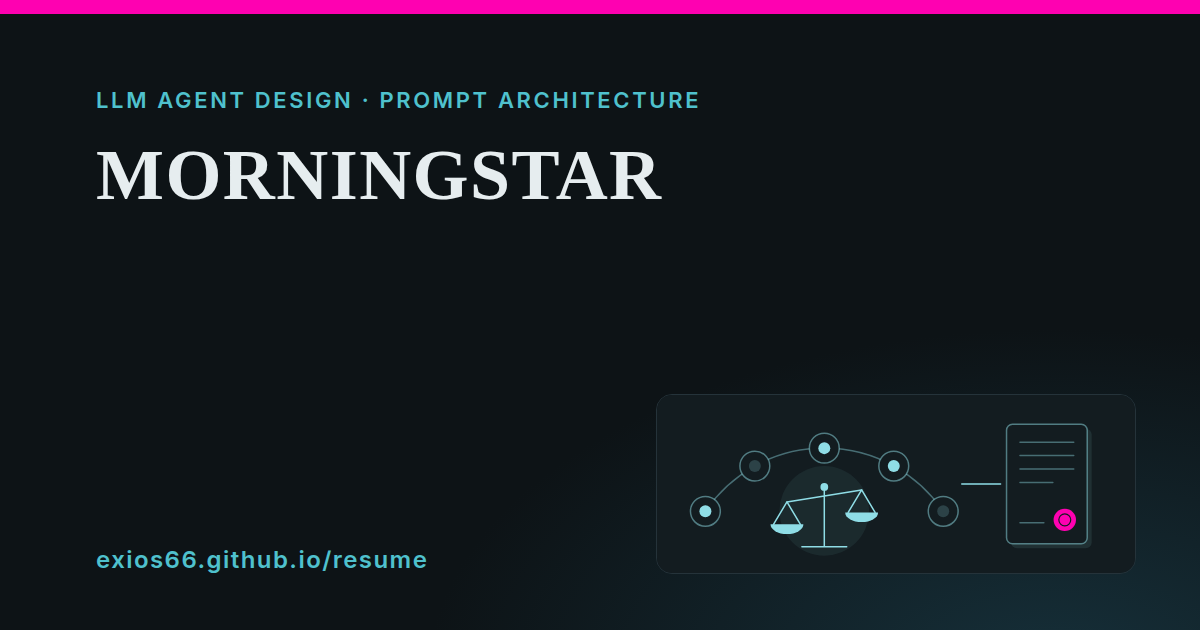 LLM AGENT DESIGN · PROMPT ARCHITECTURE
MORNINGSTAR
exios66.github.io/resume